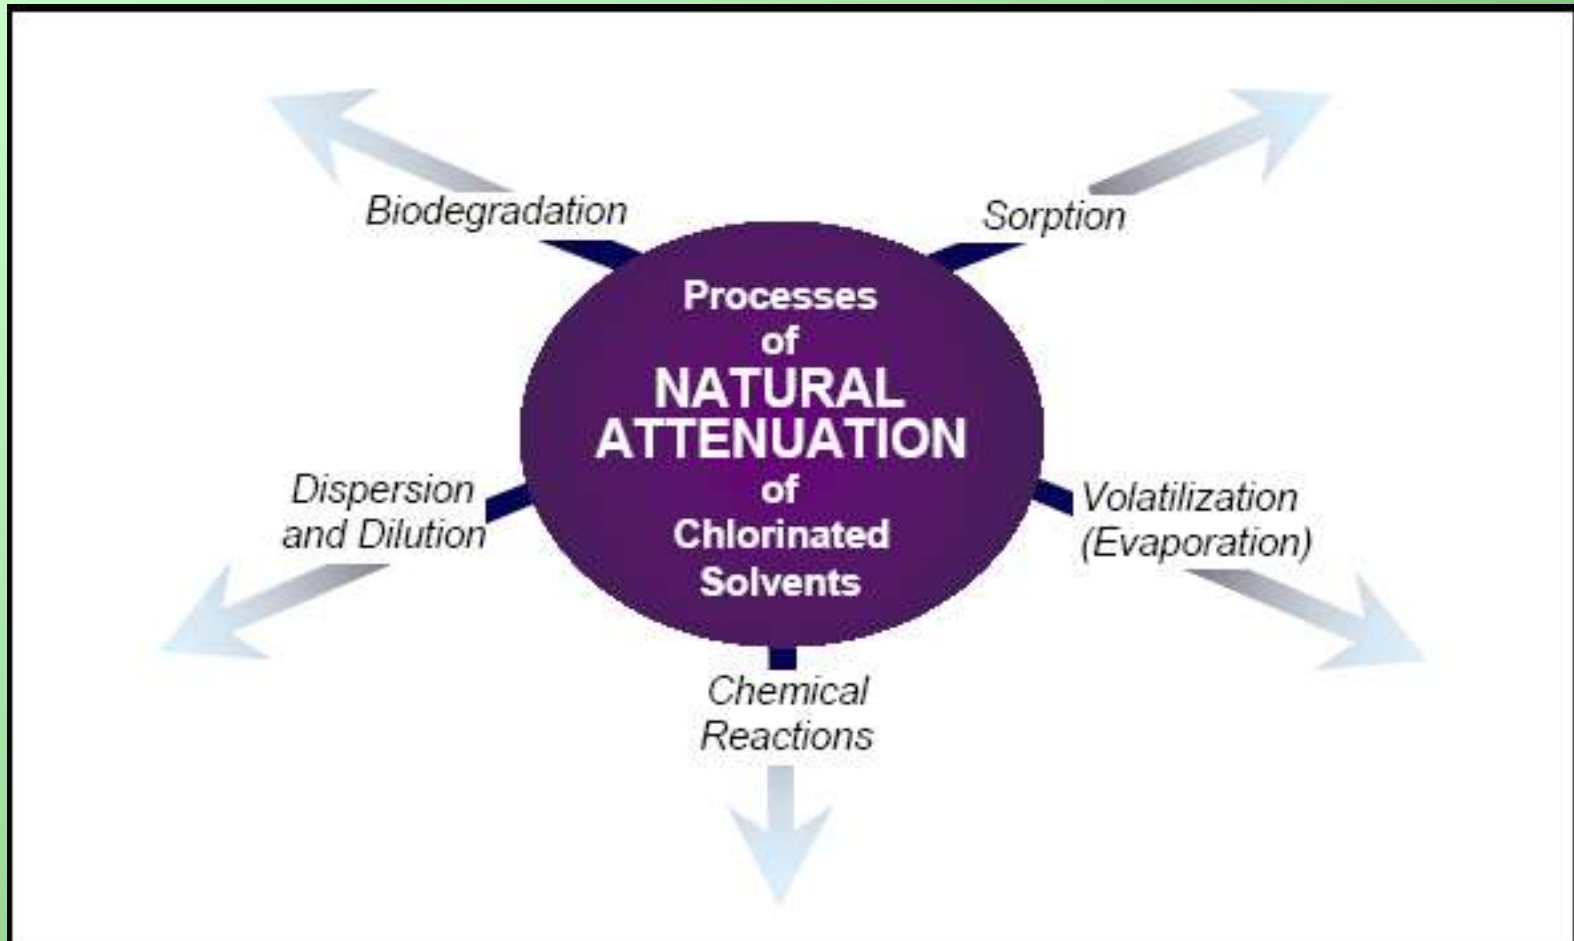 Biodegradation
Sorption
Processes
of
NATURAL
ATTENUATION
of
Chlorinated
Solvents
Dispersion
and Dilution
Volatilization
(Evaporation)
Chemical
Reactions